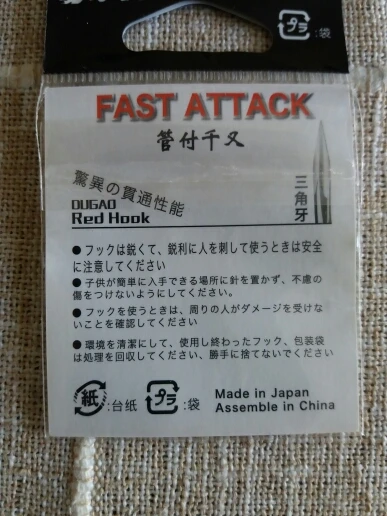 プラ :袋
FAST ATTACK
管付千又
驚異の貫通性能
OUGAO
Red Hook
三角牙
●フックは鋭くて、鋭利に人を刺して使うときは安全
に注意してください
●子供が簡単に入手できる場所に針を置かず、不慮の
傷をつけないようにしてください。
●フックを使うときは、周りの人がダメージを受けな
いことを確認してください
●環境を清潔にして、使用し終わったフック、包装袋
は処理を回収してください、勝手に捨てないでください
紙 :台纸 プラ :袋
Made in Japan
Assemble in China